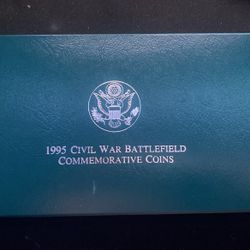 1995 Civil War Battlefield
Commemorative Coins